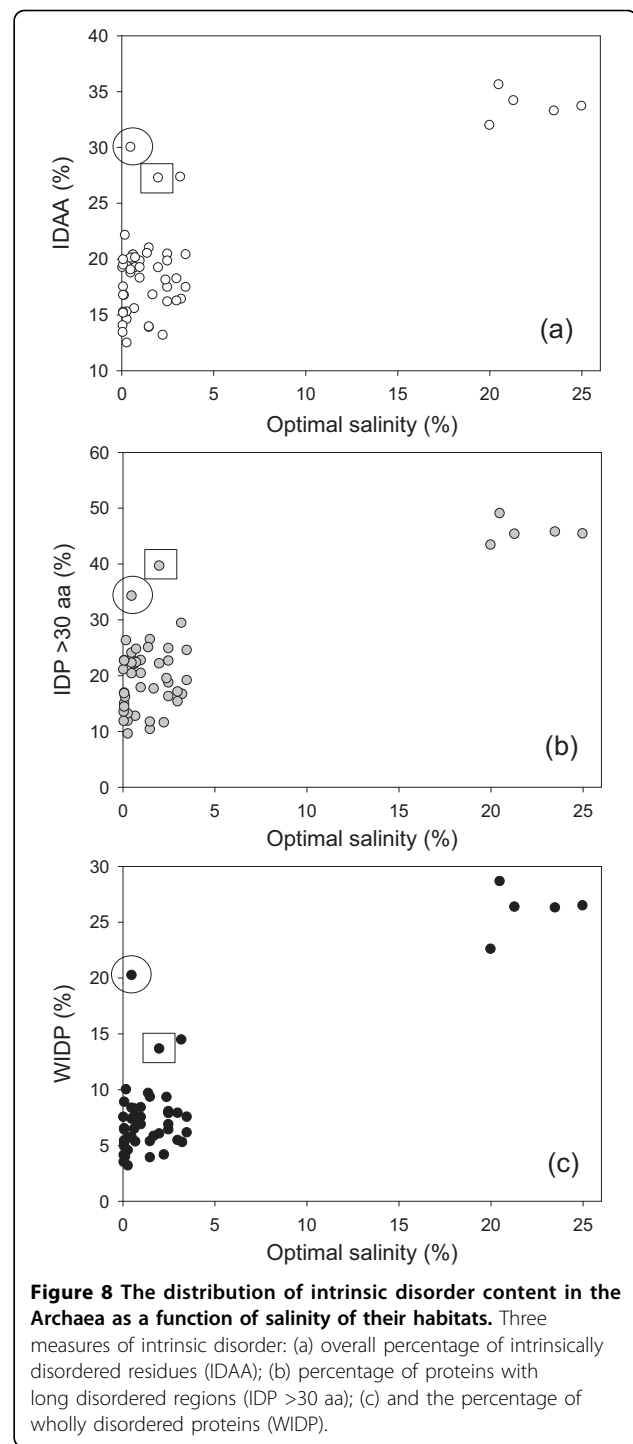 40
35
30
25
20
15
10
IDAA (%)
(a)
0 5 10 15 20 25
Optimal salinity (%)
60
50
40
30
20
10
0
IDP >30 aa (%)
(b)
0 5 10 15 20 25
Optimal salinity (%)
30
25
20
15
10
5
0
WIDP (%)
(c)
0 5 10 15 20 25
Optimal salinity (%)
Figure 8 The distribution of intrinsic disorder content in the
Archaea as a function of salinity of their habitats. Three
measures of intrinsic disorder: (a) overall percentage of intrinsically
disordered residues (IDAA); (b) percentage of proteins with
long disordered regions (IDP >30 aa); (c) and the percentage of
wholly disordered proteins (WIDP).